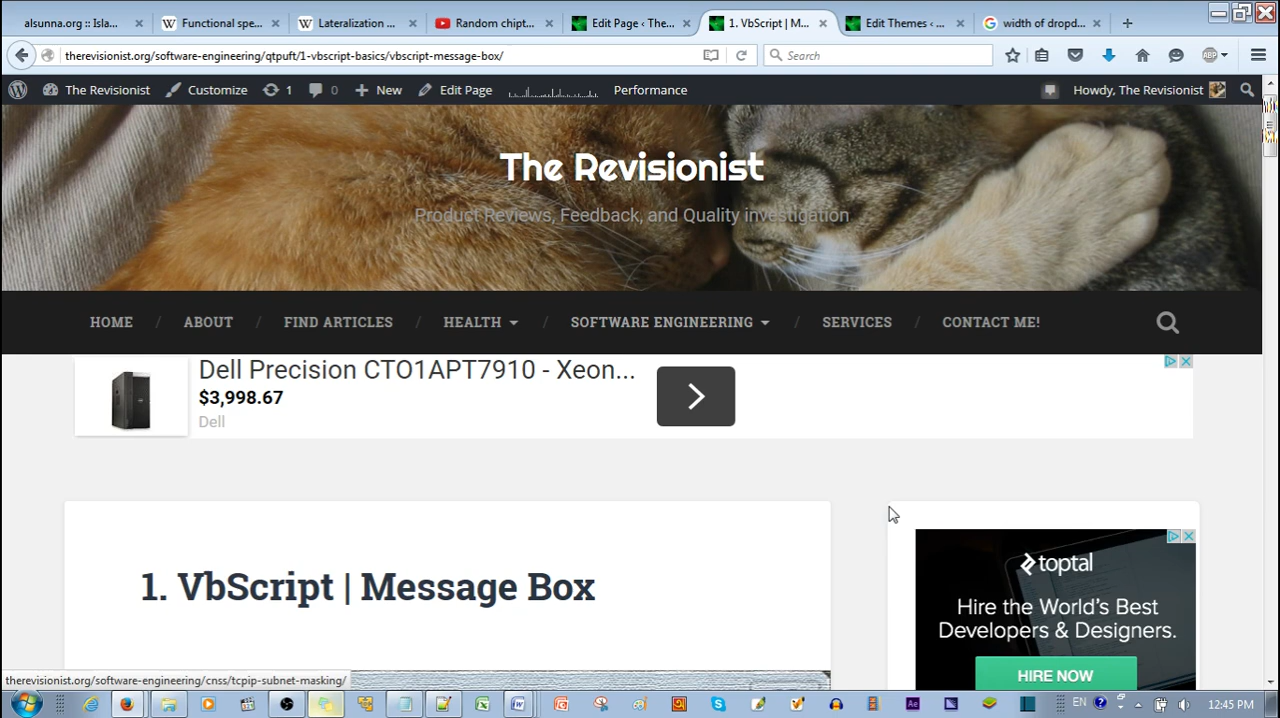 alsunna.org :: Isla...
Functional spe...
Lateralization ...
Random chipt...
Edit Page ‹ The...
1. VbScript | M...
Edit Themes ‹ ...
width of dropd...
therevisionist.org/software-engineering/qtpuft/1-vbscript-basics/vbscript-message-box/
Search
ABP
The Revisionist
Customize
1
0
New
Edit Page
Performance
Howdy, The Revisionist
The Revisionist
Product Reviews, Feedback, and Quality investigation
HOME / ABOUT / FIND ARTICLES / HEALTH / SOFTWARE ENGINEERING / SERVICES / CONTACT ME!
Dell Precision CTO1APT7910 - Xeon...
$3,998.67
Dell
1. VbScript | Message Box
toptal
Hire the World's Best
Developers & Designers.
HIRE NOW
therevisionist.org/software-engineering/cnss/tcpip-subnet-masking/
EN
12:45 PM